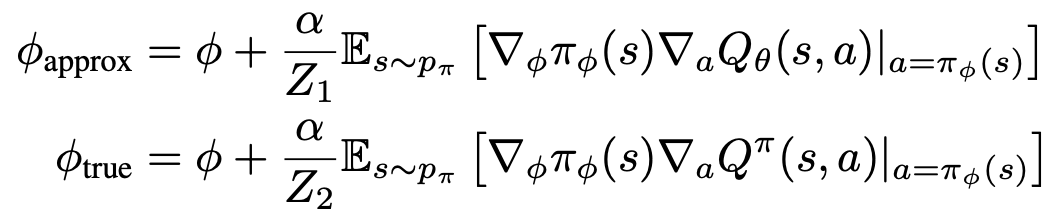 ϕ_approx = ϕ + α/Z₁ 𝔼_{s∼p_π} [∇_ϕ π_ϕ(s) ∇_a Q_θ(s, a)|_{a=π_ϕ(s)}]
ϕ_true = ϕ + α/Z₂ 𝔼_{s∼p_π} [∇_ϕ π_ϕ(s) ∇_a Q^π(s, a)|_{a=π_ϕ(s)}]